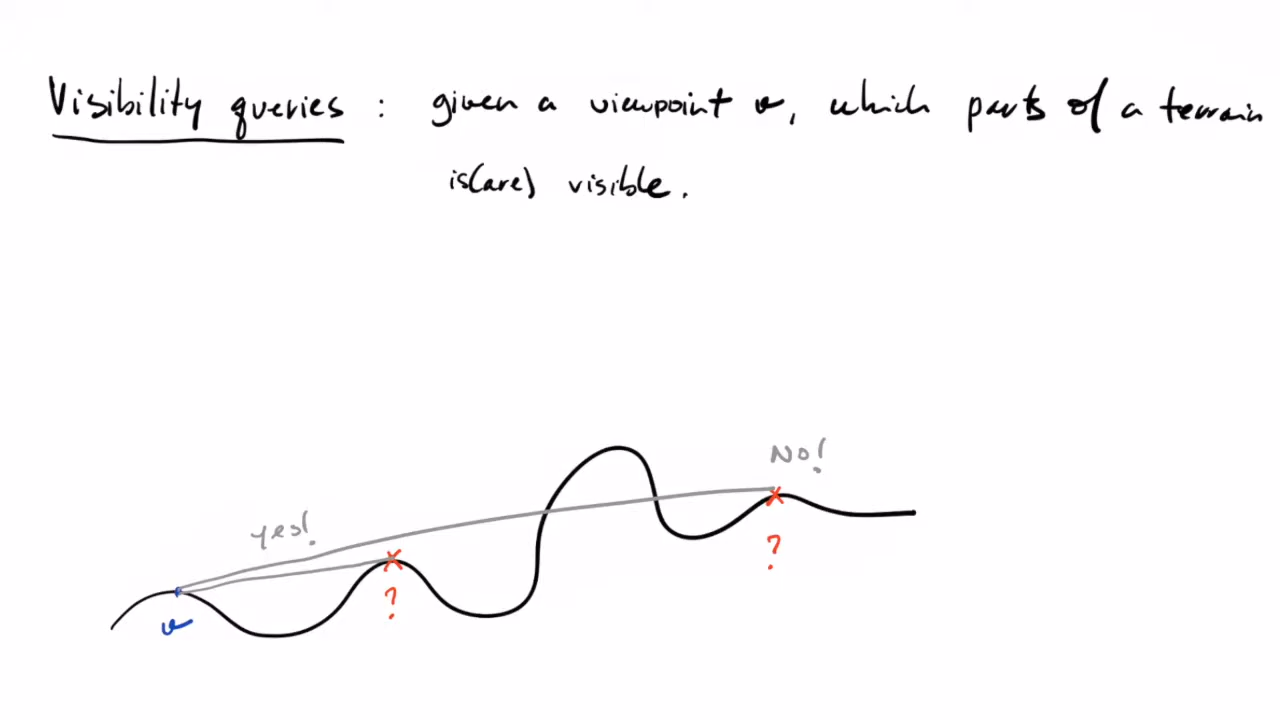 Visibility queries : given a viewpoint v, which parts of a terrain
is(are) visible.
No!
yes!
?
?
v